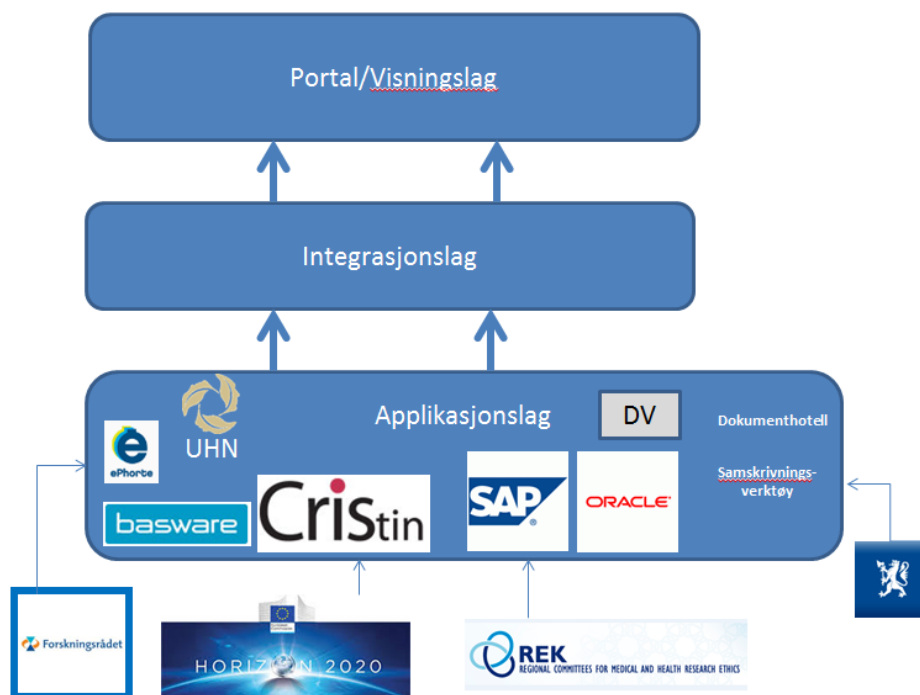 Portal/Visningslag
Integrasjonslag
Applikasjonslag
DV
Dokumenthotell
UHN
ePhorte
Samskrivnings-
verktøy
basware
CRIStin
SAP
®
ORACLE
Forskningsrådet
HORIZON 2020
REK
REGIONAL COMMITTEES FOR MEDICAL AND HEALTH RESEARCH ETHICS